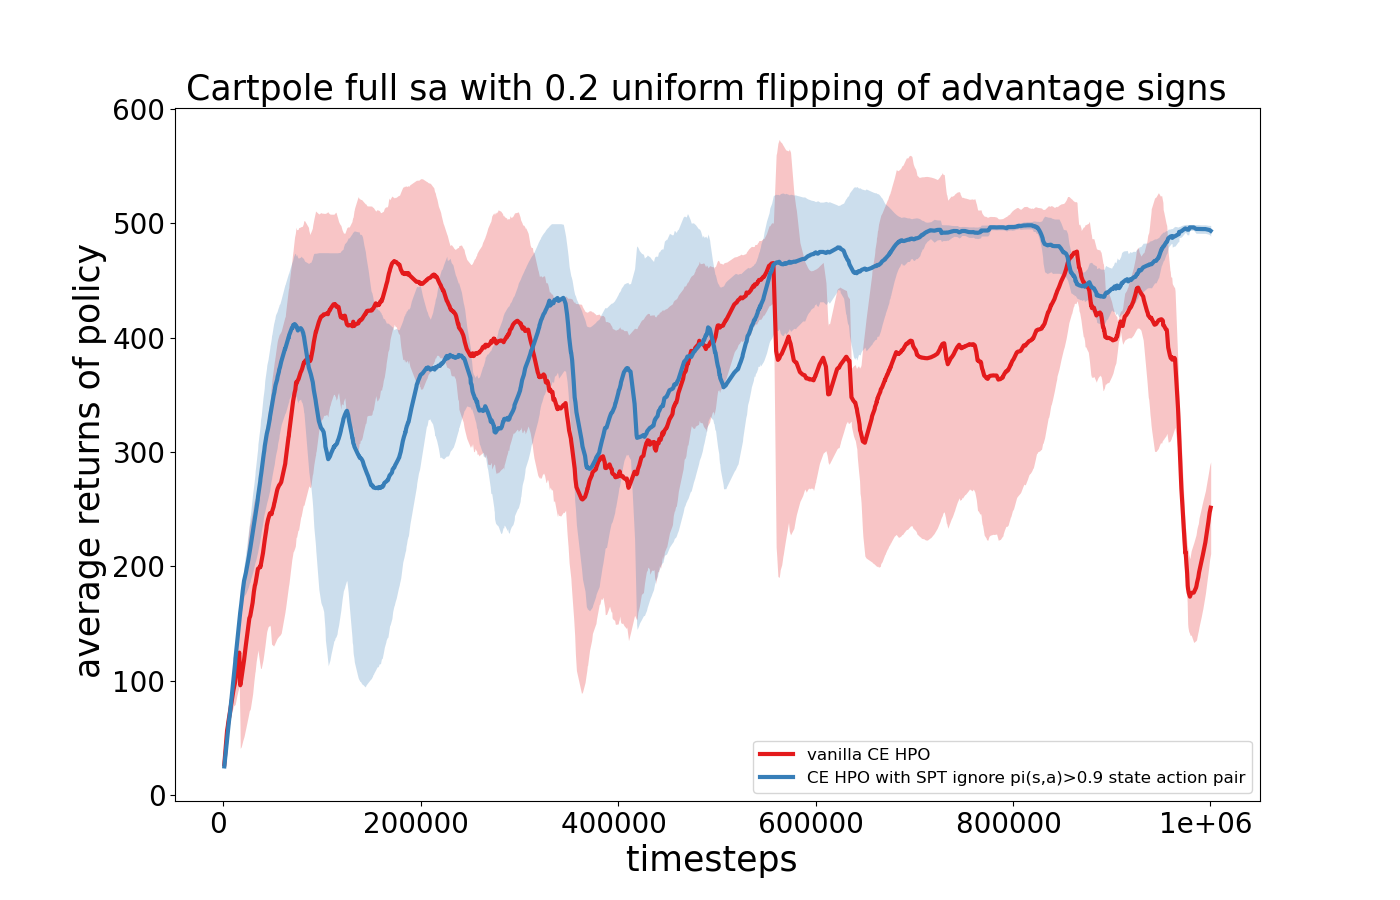 Cartpole full sa with 0.2 uniform flipping of advantage signs
600
500
400
300
200
100
0
average returns of policy
0 200000 400000 600000 800000 1e+06
timesteps
vanilla CE HPO
CE HPO with SPT ignore pi(s,a)>0.9 state action pair